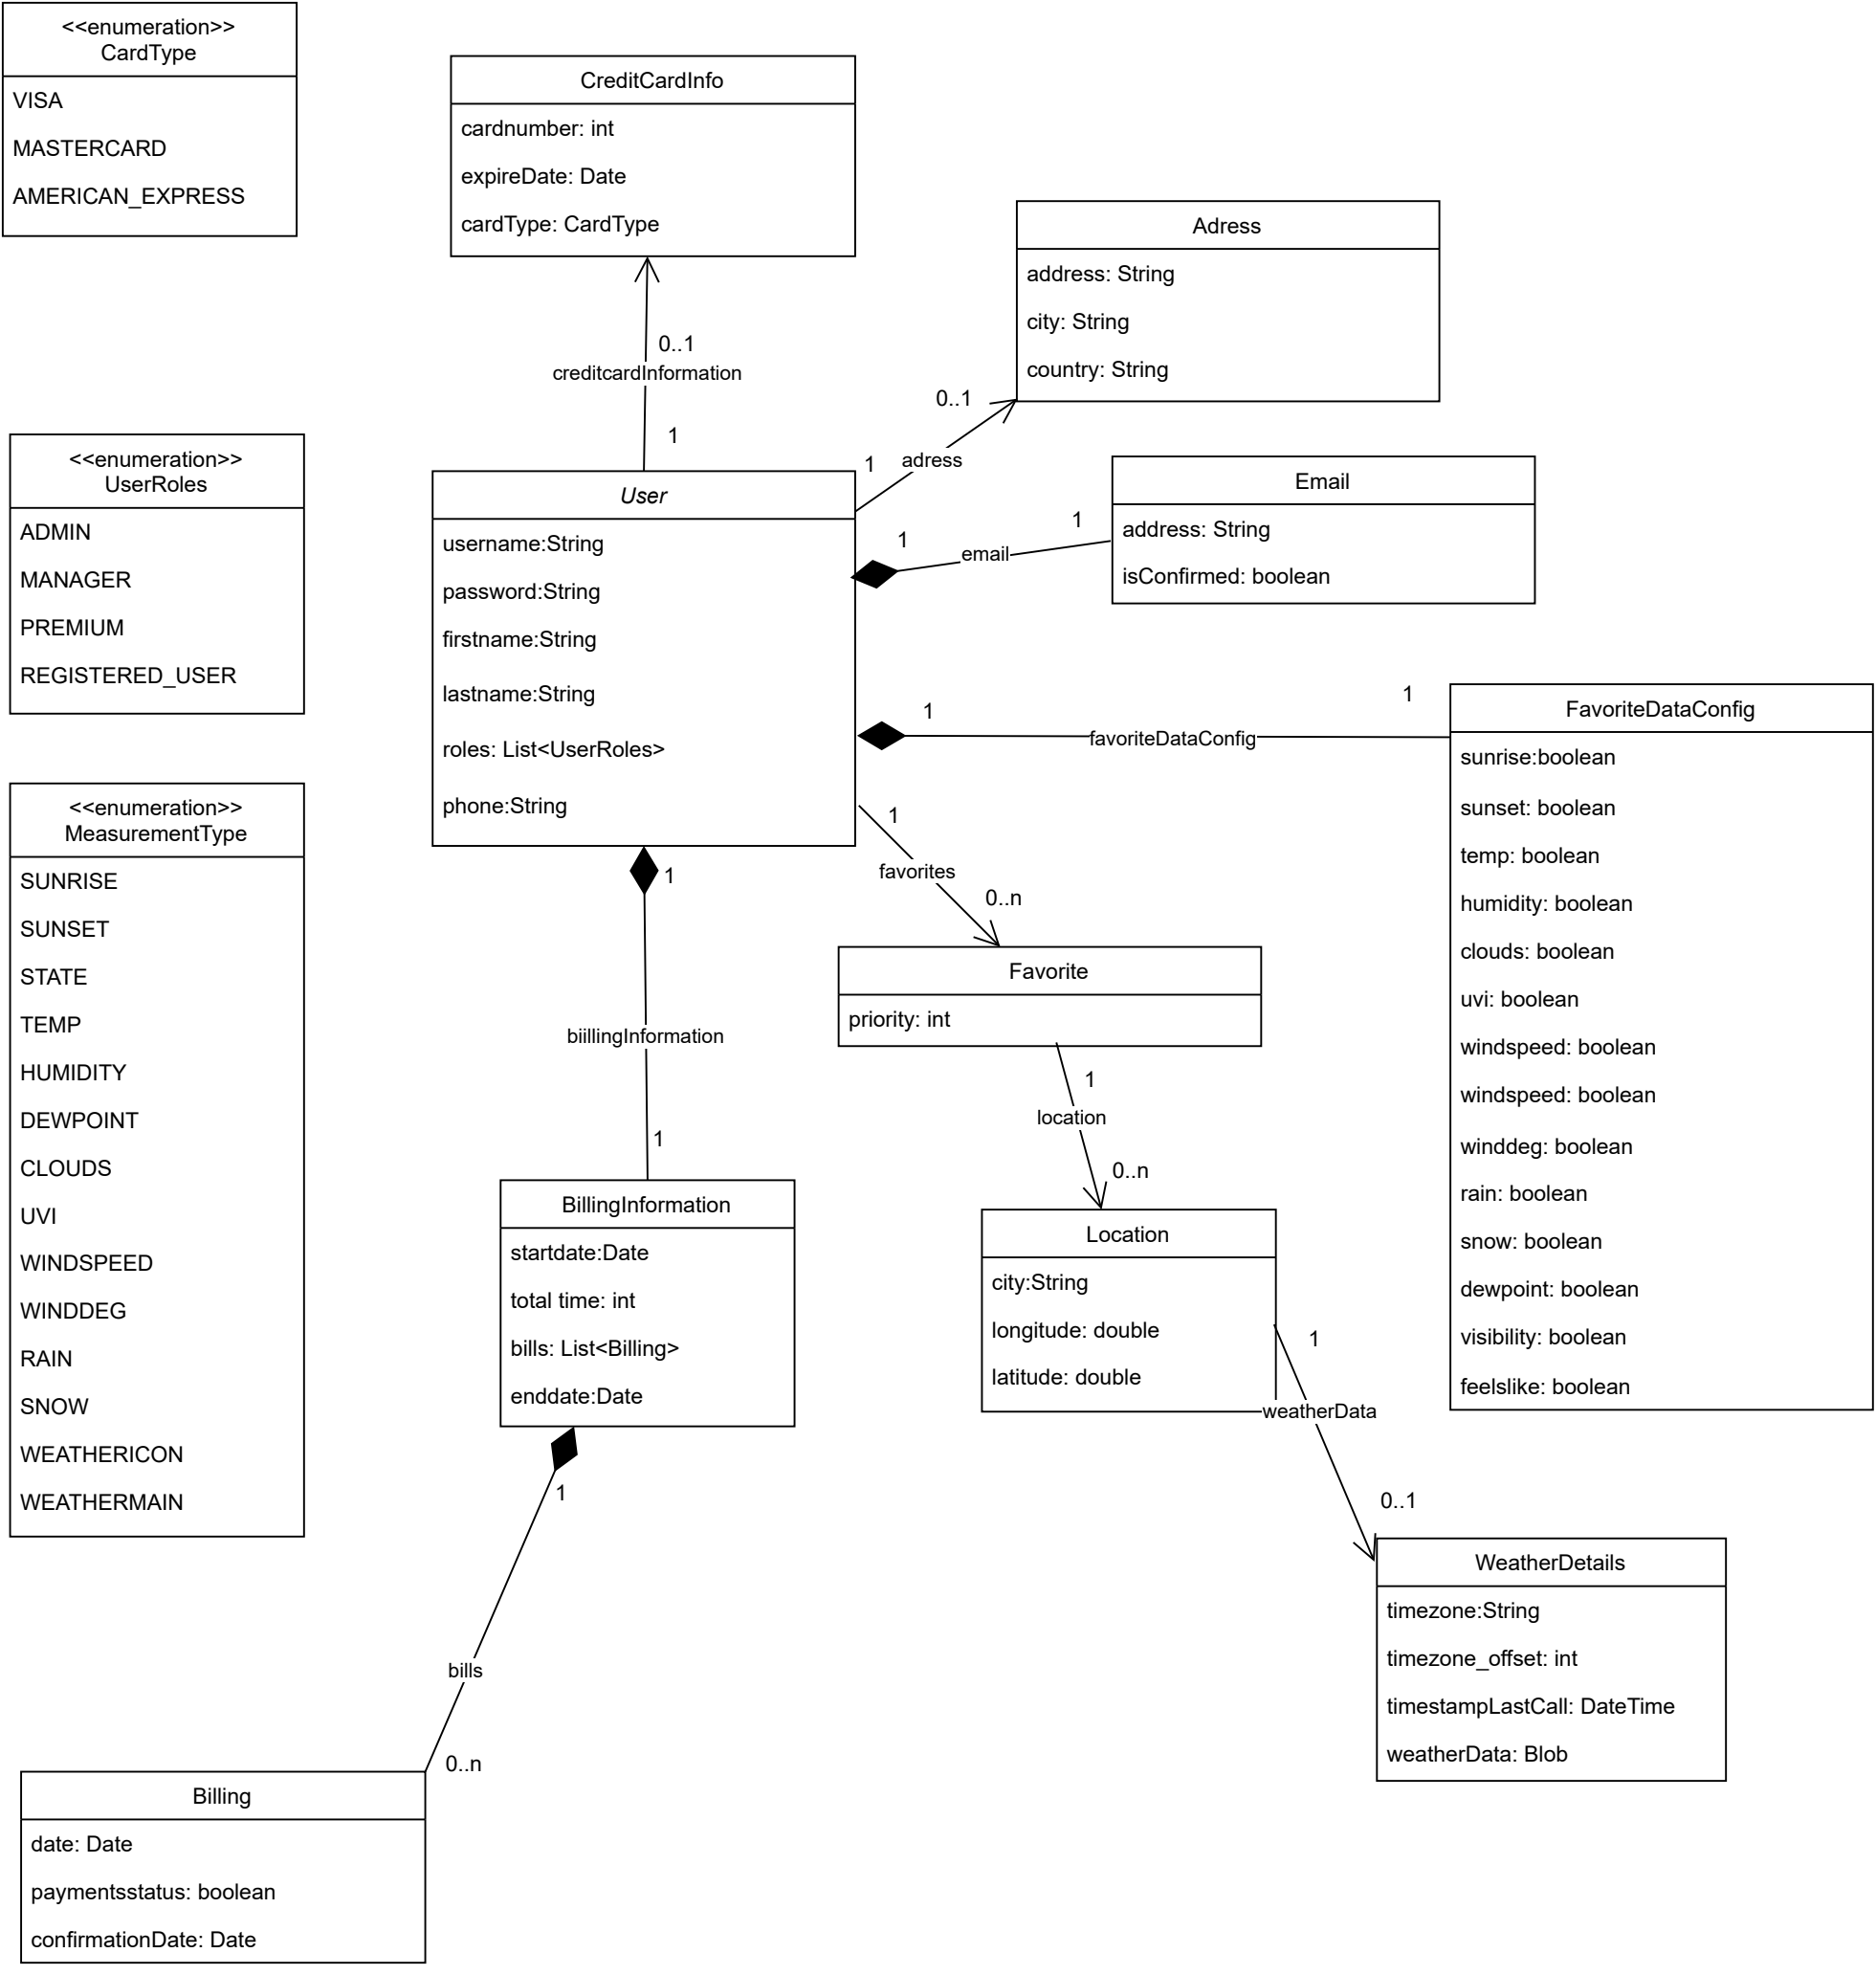 <<enumeration>>
CardType
VISA
MASTERCARD
AMERICAN_EXPRESS
CreditCardInfo
cardnumber: int
expireDate: Date
cardType: CardType
0..1
creditcardInformation
1
Adress
address: String
city: String
country: String
0..1
adress
1
<<enumeration>>
UserRoles
ADMIN
MANAGER
PREMIUM
REGISTERED_USER
User
username:String
password:String
firstname:String
lastname:String
roles: List<UserRoles>
phone:String
1
email
1
Email
address: String
isConfirmed: boolean
1
favoriteDataConfig
1
FavoriteDataConfig
sunrise:boolean
sunset: boolean
temp: boolean
humidity: boolean
clouds: boolean
uvi: boolean
windspeed: boolean
windspeed: boolean
winddeg: boolean
rain: boolean
snow: boolean
dewpoint: boolean
visibility: boolean
feelslike: boolean
<<enumeration>>
MeasurementType
SUNRISE
SUNSET
STATE
TEMP
HUMIDITY
DEWPOINT
CLOUDS
UVI
WINDSPEED
WINDDEG
RAIN
SNOW
WEATHERICON
WEATHERMAIN
1
favorites
0..n
Favorite
priority: int
1
location
0..n
Location
city:String
longitude: double
latitude: double
1
weatherData
0..1
WeatherDetails
timezone:String
timezone_offset: int
timestampLastCall: DateTime
weatherData: Blob
1
biillingInformation
1
BillingInformation
startdate:Date
total time: int
bills: List<Billing>
enddate:Date
1
bills
0..n
Billing
date: Date
paymentsstatus: boolean
confirmationDate: Date